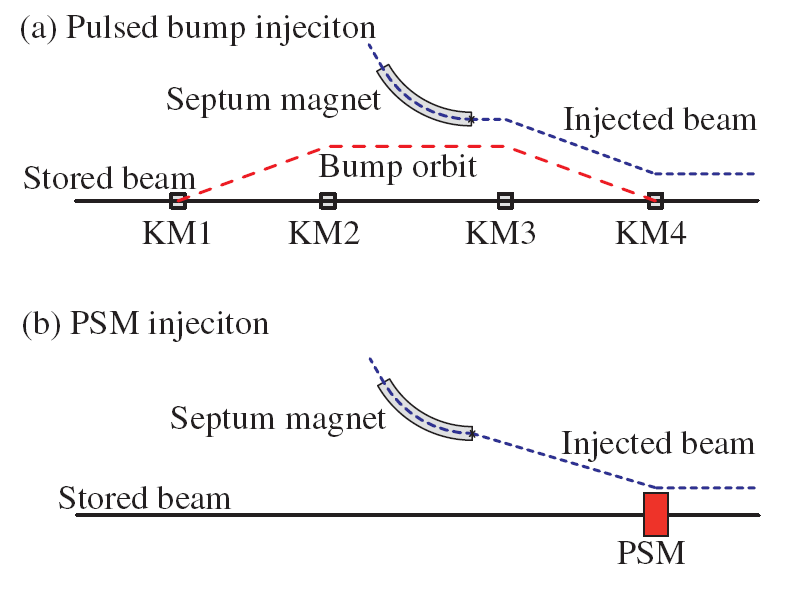 (a) Pulsed bump injeciton
Septum magnet
Injected beam
Bump orbit
Stored beam
KM1 KM2 KM3 KM4
(b) PSM injeciton
Septum magnet
Injected beam
Stored beam
PSM